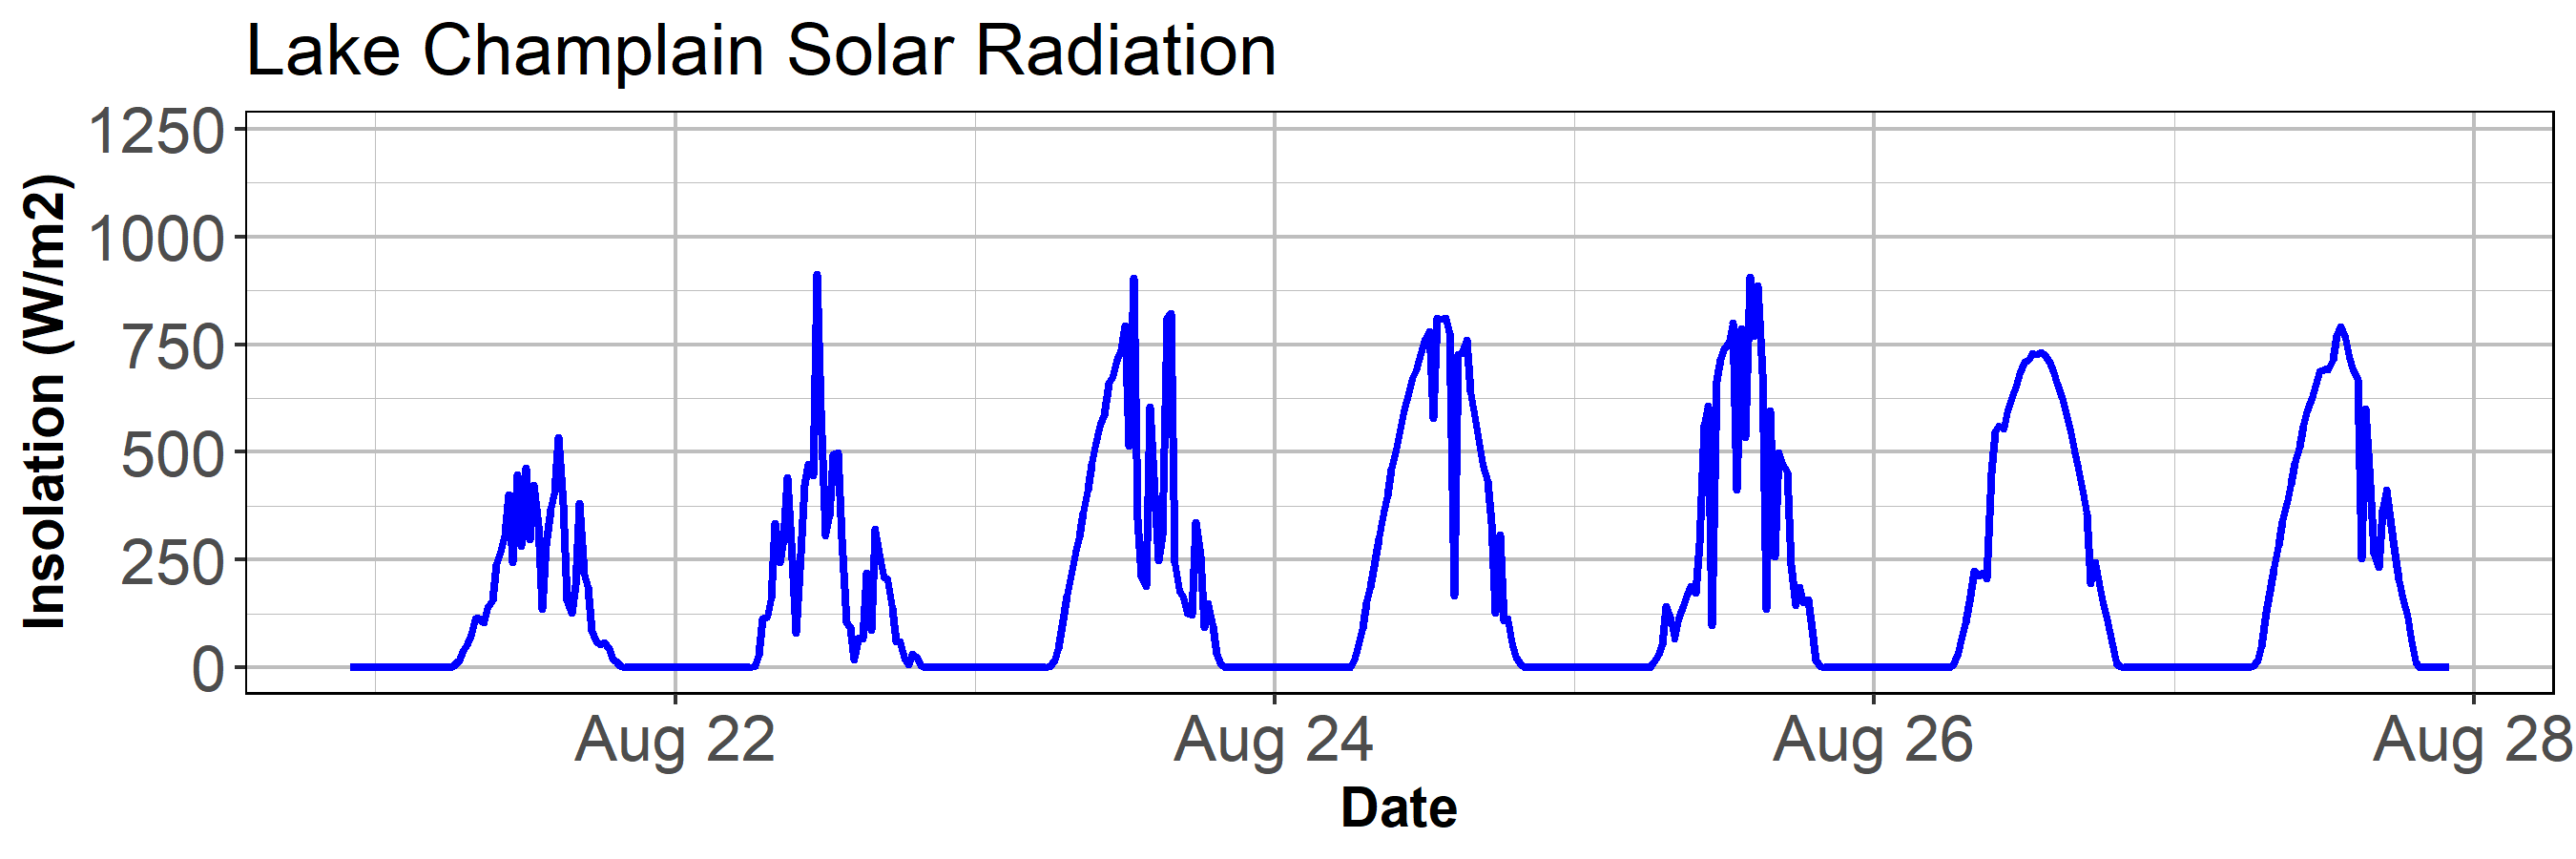 Lake Champlain Solar Radiation
Insolation (W/m2)
1250
1000
750
500
250
0
Aug 22 Aug 24 Aug 26 Aug 28
Date